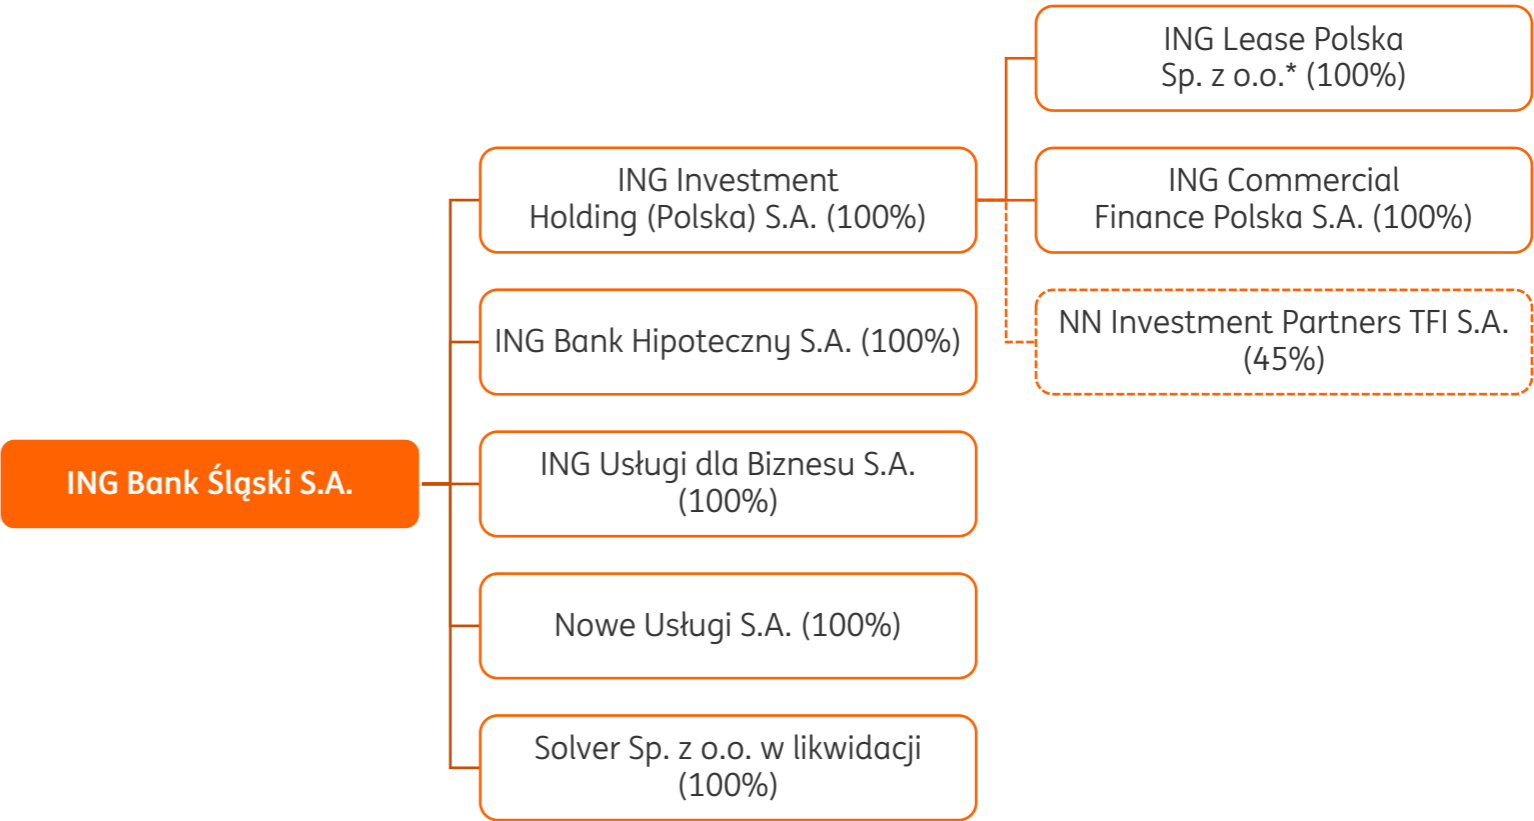 ING Bank Śląski S.A.
ING Investment
Holding (Polska) S.A. (100%)
ING Bank Hipoteczny S.A. (100%)
ING Usługi dla Biznesu S.A.
(100%)
Nowe Usługi S.A. (100%)
Solver Sp. z o.o. w likwidacji
(100%)
ING Lease Polska
Sp. z o.o.* (100%)
ING Commercial
Finance Polska S.A. (100%)
NN Investment Partners TFI S.A.
(45%)